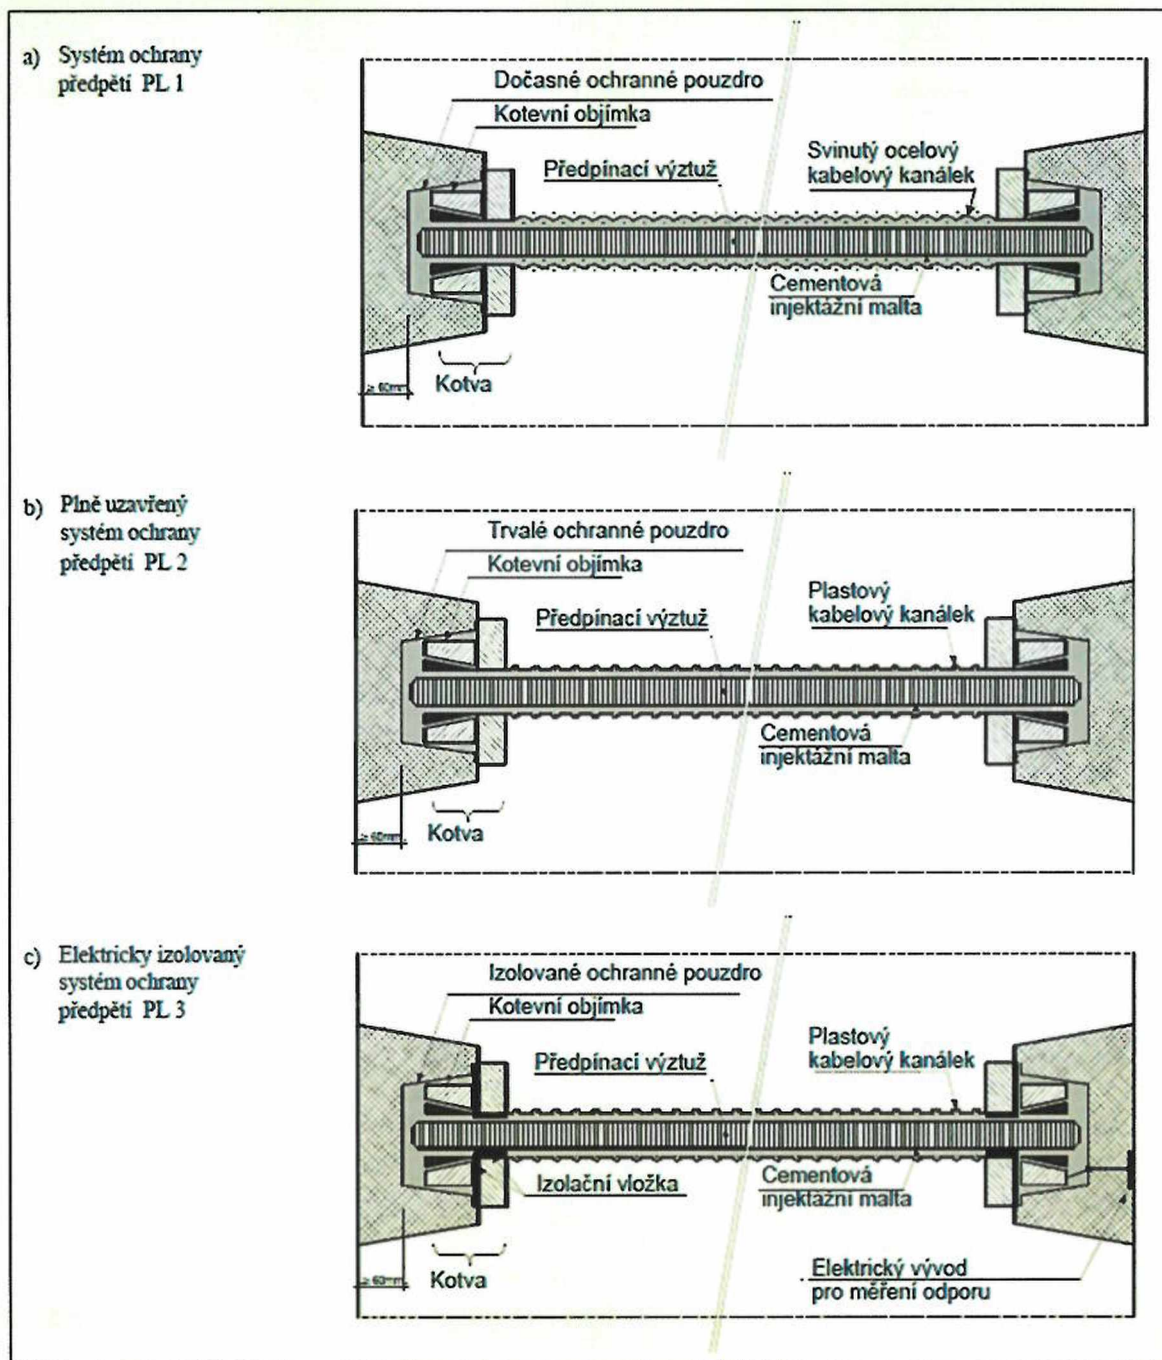 a) Systém ochrany
předpětí PL 1
Dočasné ochranné pouzdro
Kotevní objímka
Předpínací výztuž
Svinutý ocelový
kabelový kanálek
Cementová
injektážní malta
≥ 60mm
Kotva
b) Plně uzavřený
systém ochrany
předpětí PL 2
Trvalé ochranné pouzdro
Kotevní objímka
Předpínací výztuž
Plastový
kabelový kanálek
Cementová
injektážní malta
≥ 60mm
Kotva
c) Elektricky izolovaný
systém ochrany
předpětí PL 3
Izolované ochranné pouzdro
Kotevní objímka
Předpínací výztuž
Plastový
kabelový kanálek
Izolační vložka
Cementová
injektážní malta
≥ 60mm
Kotva
Elektrický vývod
pro měření odporu